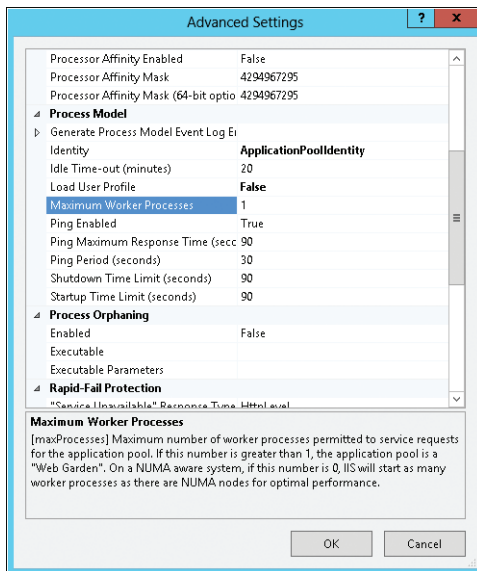 Advanced Settings
? x
Processor Affinity Enabled False
Processor Affinity Mask 4294967295
Processor Affinity Mask (64-bit optio 4294967295
Process Model
Generate Process Model Event Log Er
Identity ApplicationPoolIdentity
Idle Time-out (minutes) 20
Load User Profile False
Maximum Worker Processes 1
Ping Enabled True
Ping Maximum Response Time (secc 90
Ping Period (seconds) 30
Shutdown Time Limit (seconds) 90
Startup Time Limit (seconds) 90
Process Orphaning
Enabled False
Executable
Executable Parameters
Rapid-Fail Protection
"Service Unavailable" Response Type HttpLevel
Maximum Worker Processes
[maxProcesses] Maximum number of worker processes permitted to service requests
for the application pool. If this number is greater than 1, the application pool is a
"Web Garden". On a NUMA aware system, if this number is 0, IIS will start as many
worker processes as there are NUMA nodes for optimal performance.
OK Cancel